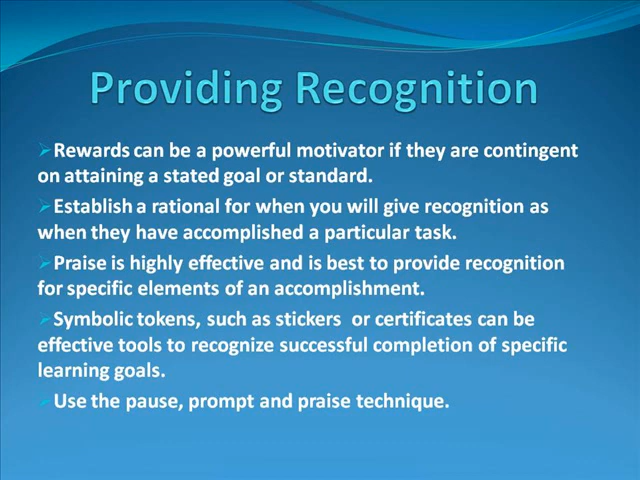 Providing Recognition
➢Rewards can be a powerful motivator if they are contingent
on attaining a stated goal or standard.
➢Establish a rational for when you will give recognition as
when they have accomplished a particular task.
➢Praise is highly effective and is best to provide recognition
for specific elements of an accomplishment.
➢Symbolic tokens, such as stickers  or certificates can be
effective tools to recognize successful completion of specific
learning goals.
➢Use the pause, prompt and praise technique.